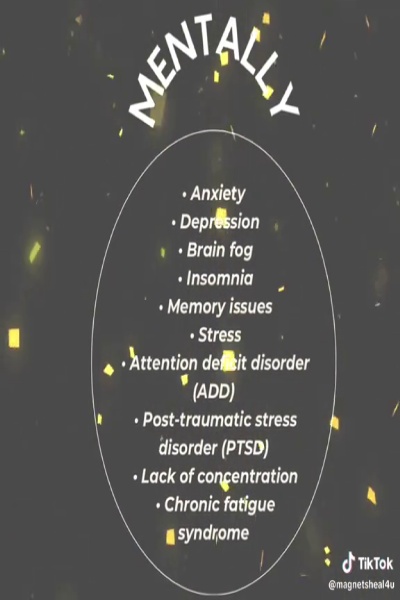 MENTALLY
• Anxiety
• Depression
• Brain fog
• Insomnia
• Memory issues
• Stress
• Attention deficit disorder
(ADD)
• Post-traumatic stress
disorder (PTSD)
• Lack of concentration
• Chronic fatigue
syndrome
TikTok
@magnetsheal4u